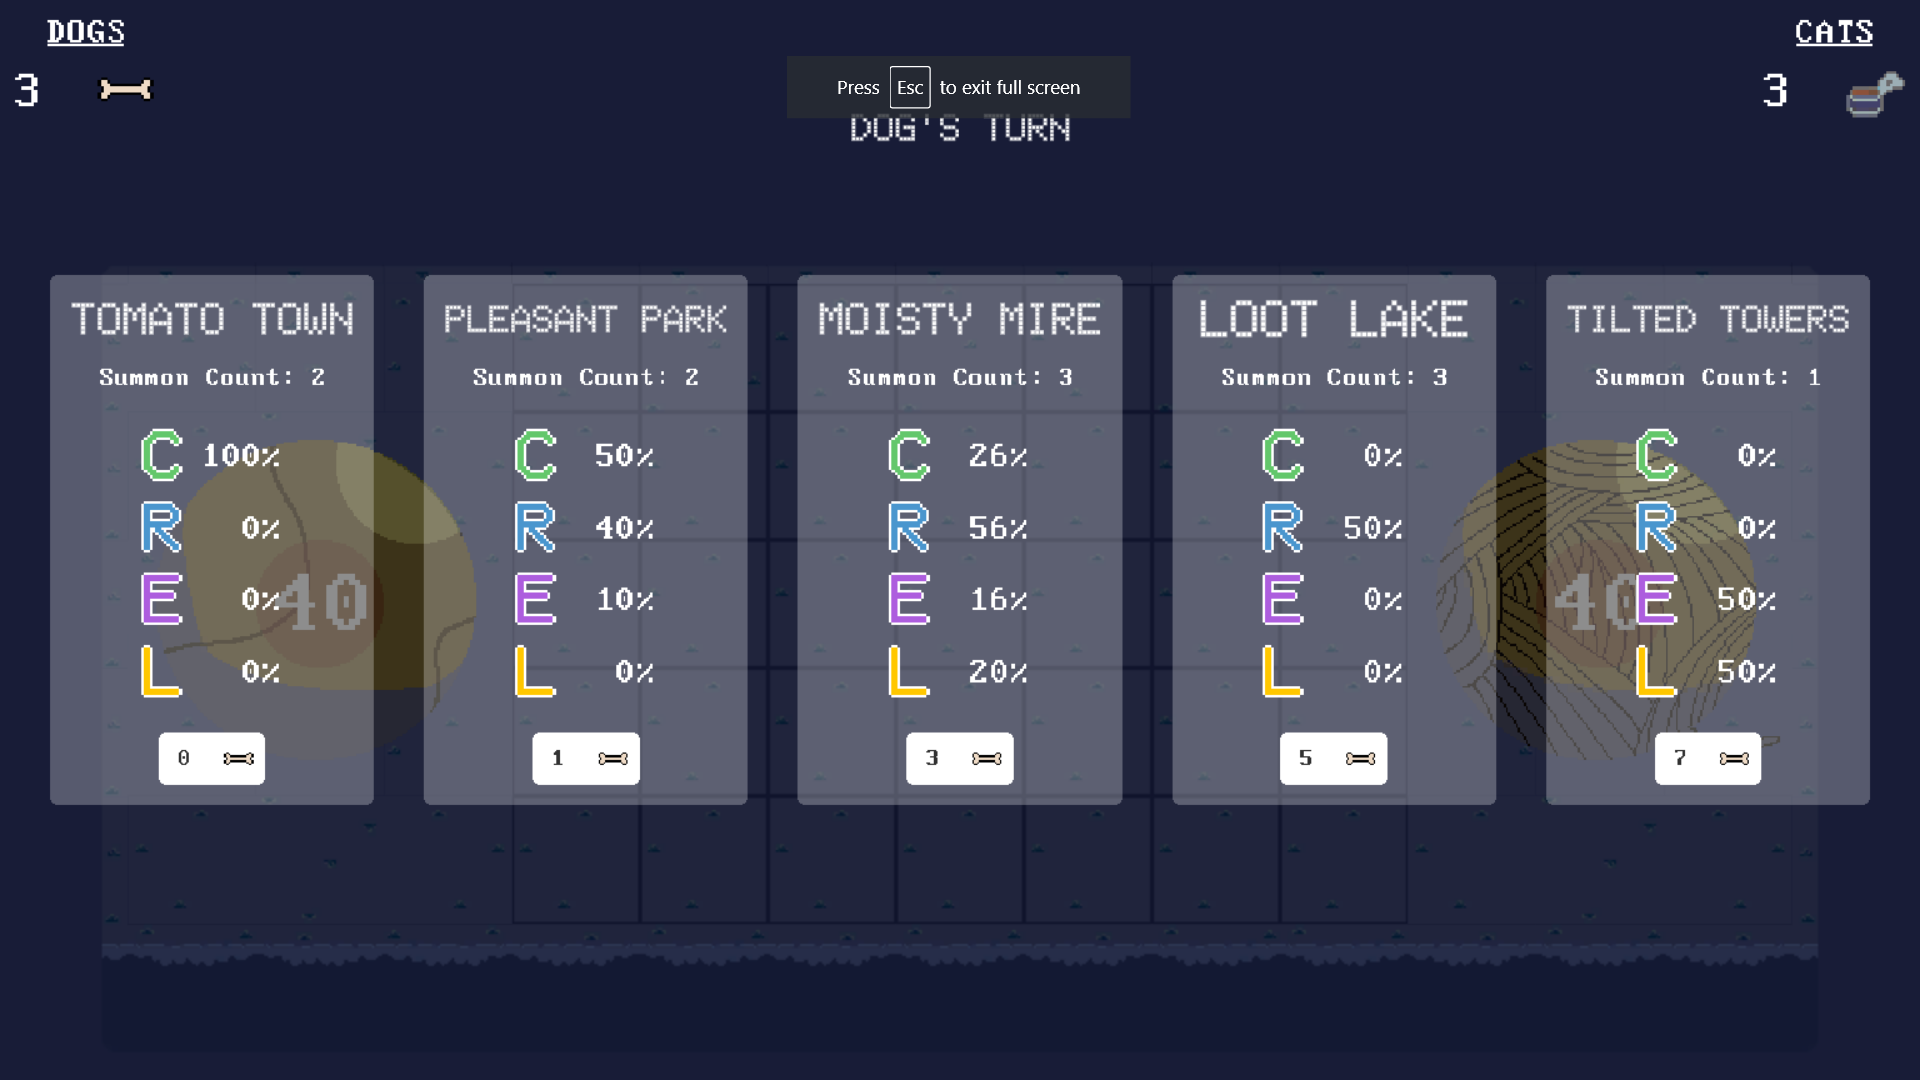 DOGS
CATS
3
3
Press Esc to exit full screen
DOG'S TURN
TOMATO TOWN
Summon Count: 2
C 100%
R 0%
E 0%
L 0%
0
PLEASANT PARK
Summon Count: 2
C 50%
R 40%
E 10%
L 0%
1
MOISTY MIRE
Summon Count: 3
C 26%
R 56%
E 16%
L 20%
3
LOOT LAKE
Summon Count: 3
C 0%
R 50%
E 0%
L 0%
5
TILTED TOWERS
Summon Count: 1
C 0%
R 0%
E 50%
L 50%
7
40
40